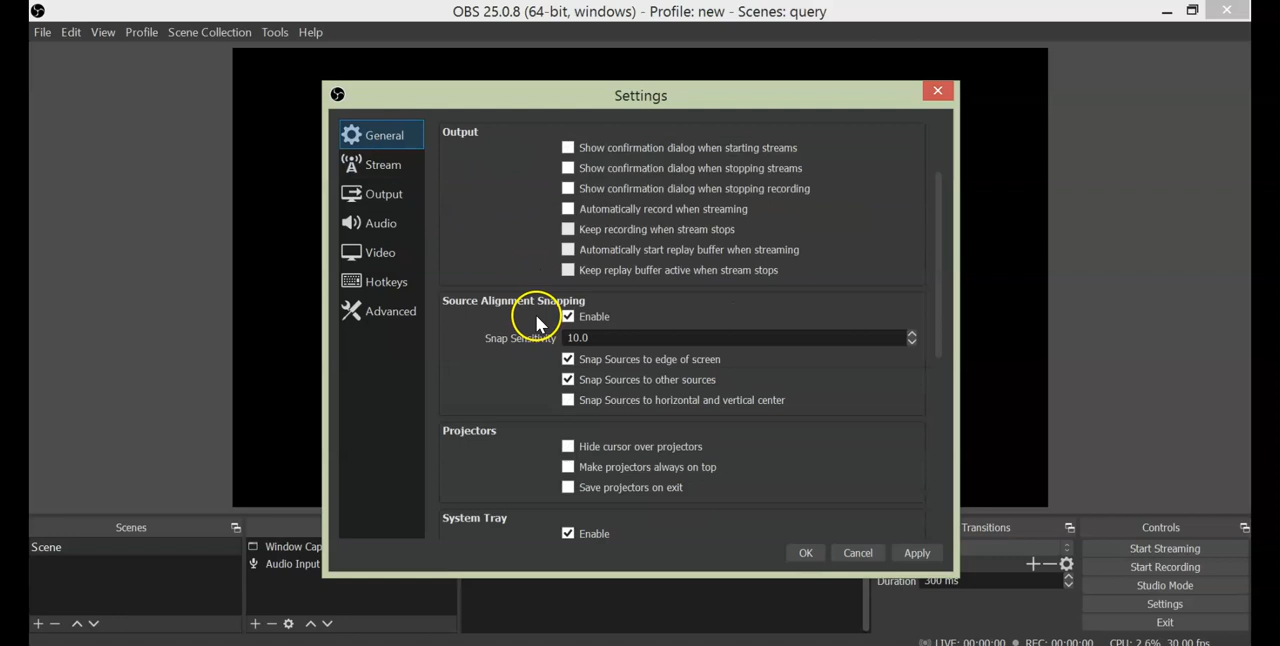 OBS 25.0.8 (64-bit, windows) - Profile: new - Scenes: query
File Edit View Profile Scene Collection Tools Help
Settings
General
Stream
Output
Audio
Video
Hotkeys
Advanced
Output
Show confirmation dialog when starting streams
Show confirmation dialog when stopping streams
Show confirmation dialog when stopping recording
Automatically record when streaming
Keep recording when stream stops
Automatically start replay buffer when streaming
Keep replay buffer active when stream stops
Source Alignment Snapping
Enable
Snap Sensitivity 10.0
Snap Sources to edge of screen
Snap Sources to other sources
Snap Sources to horizontal and vertical center
Projectors
Hide cursor over projectors
Make projectors always on top
Save projectors on exit
System Tray
Enable
OK Cancel Apply
Scenes
Scene
Window Cap
Audio Input
Transitions
Duration 300 ms
Controls
Start Streaming
Start Recording
Studio Mode
Settings
Exit
LIVE: 00:00:00 REC: 00:00:00 CPU: 2.6%, 30.00 fps